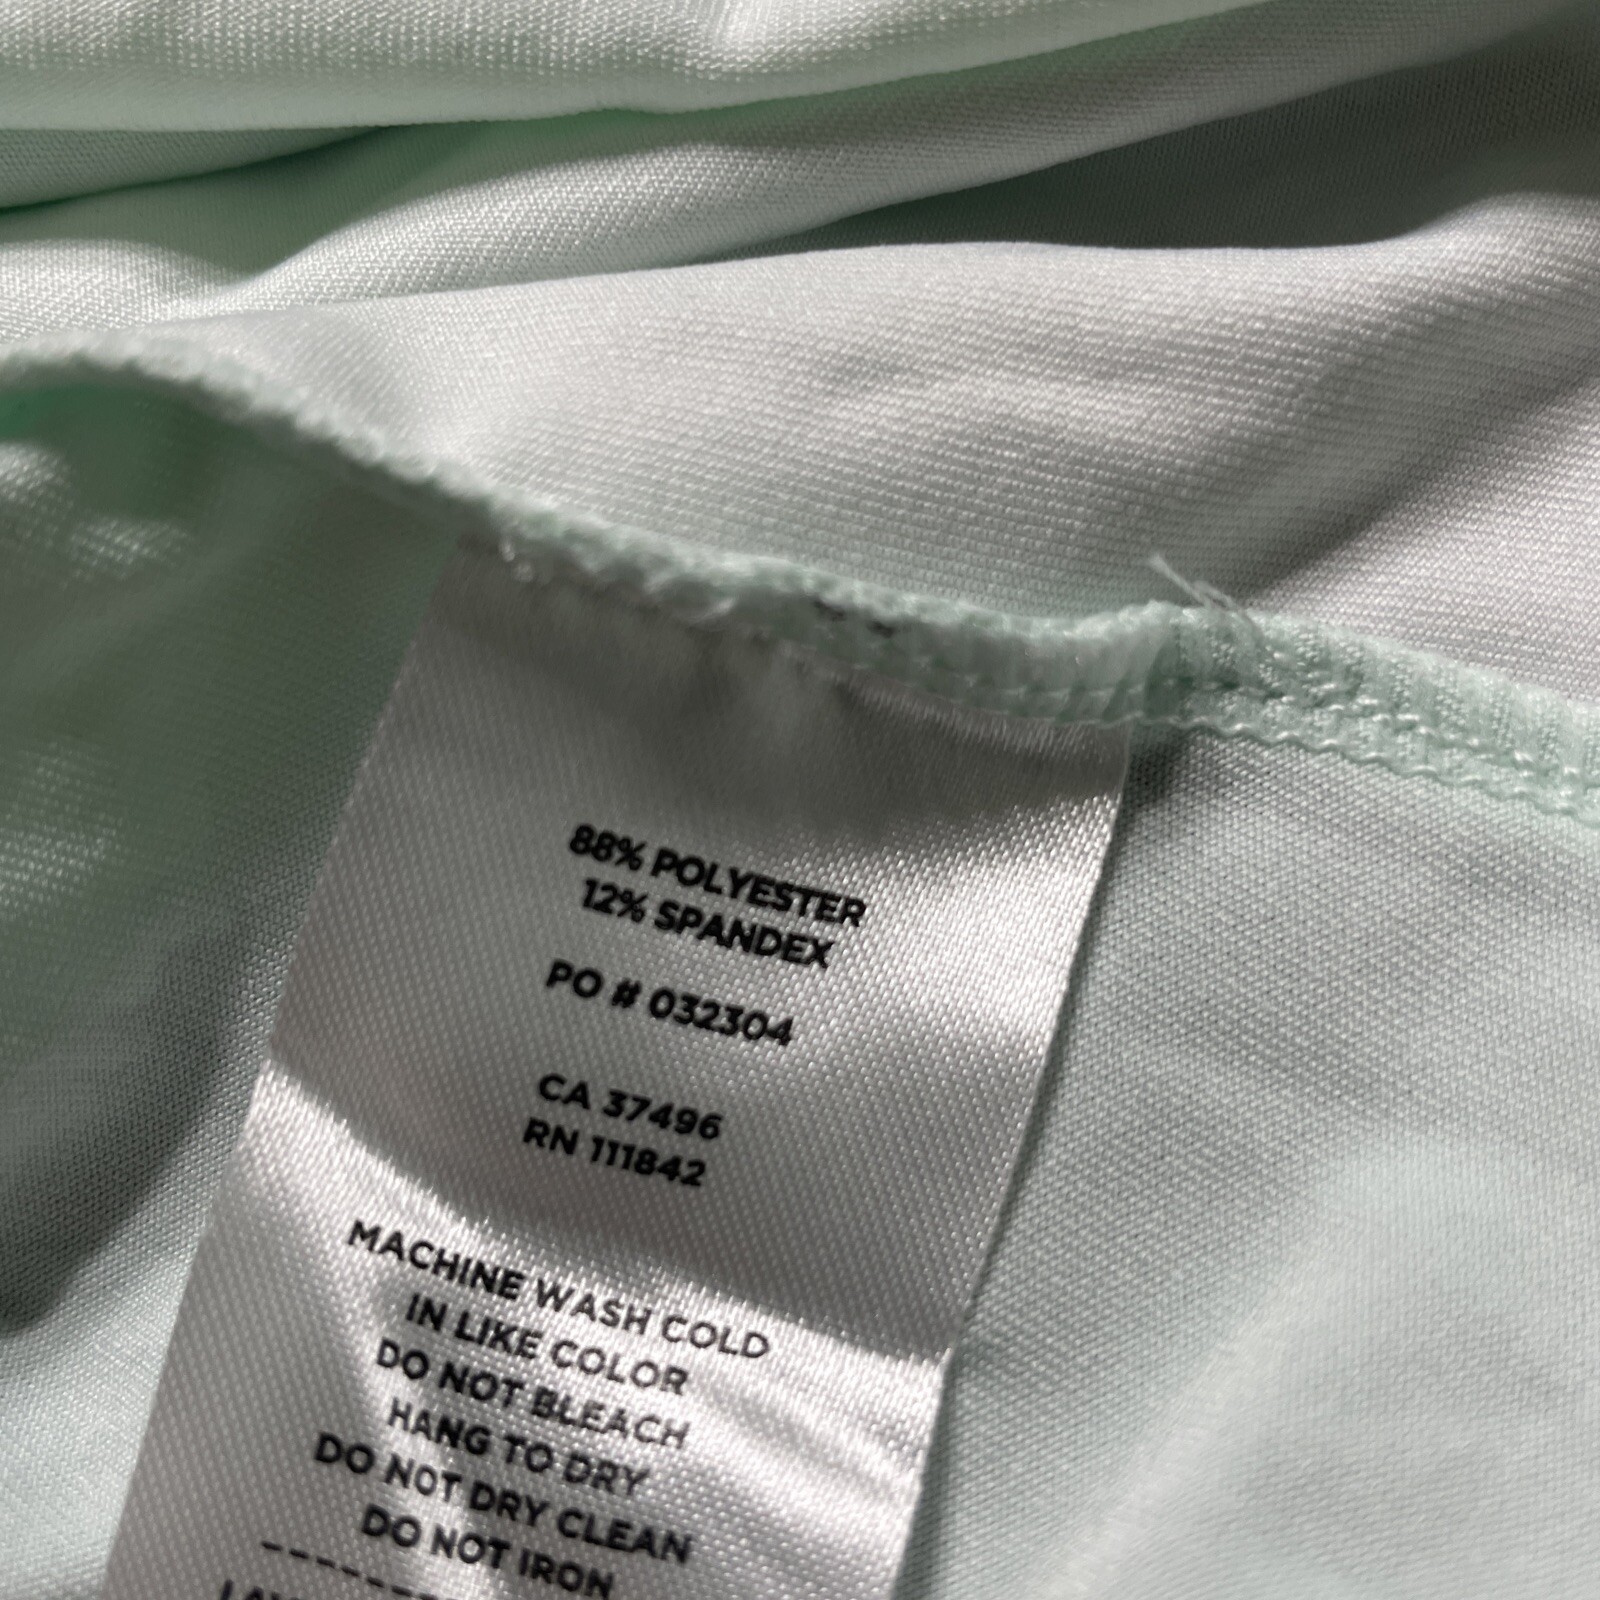 88% POLYESTER
12% SPANDEX
PO # 032304
CA 37496
RN 111842
MACHINE WASH COLD
IN LIKE COLOR
DO NOT BLEACH
HANG TO DRY
DO NOT DRY CLEAN
DO NOT IRON